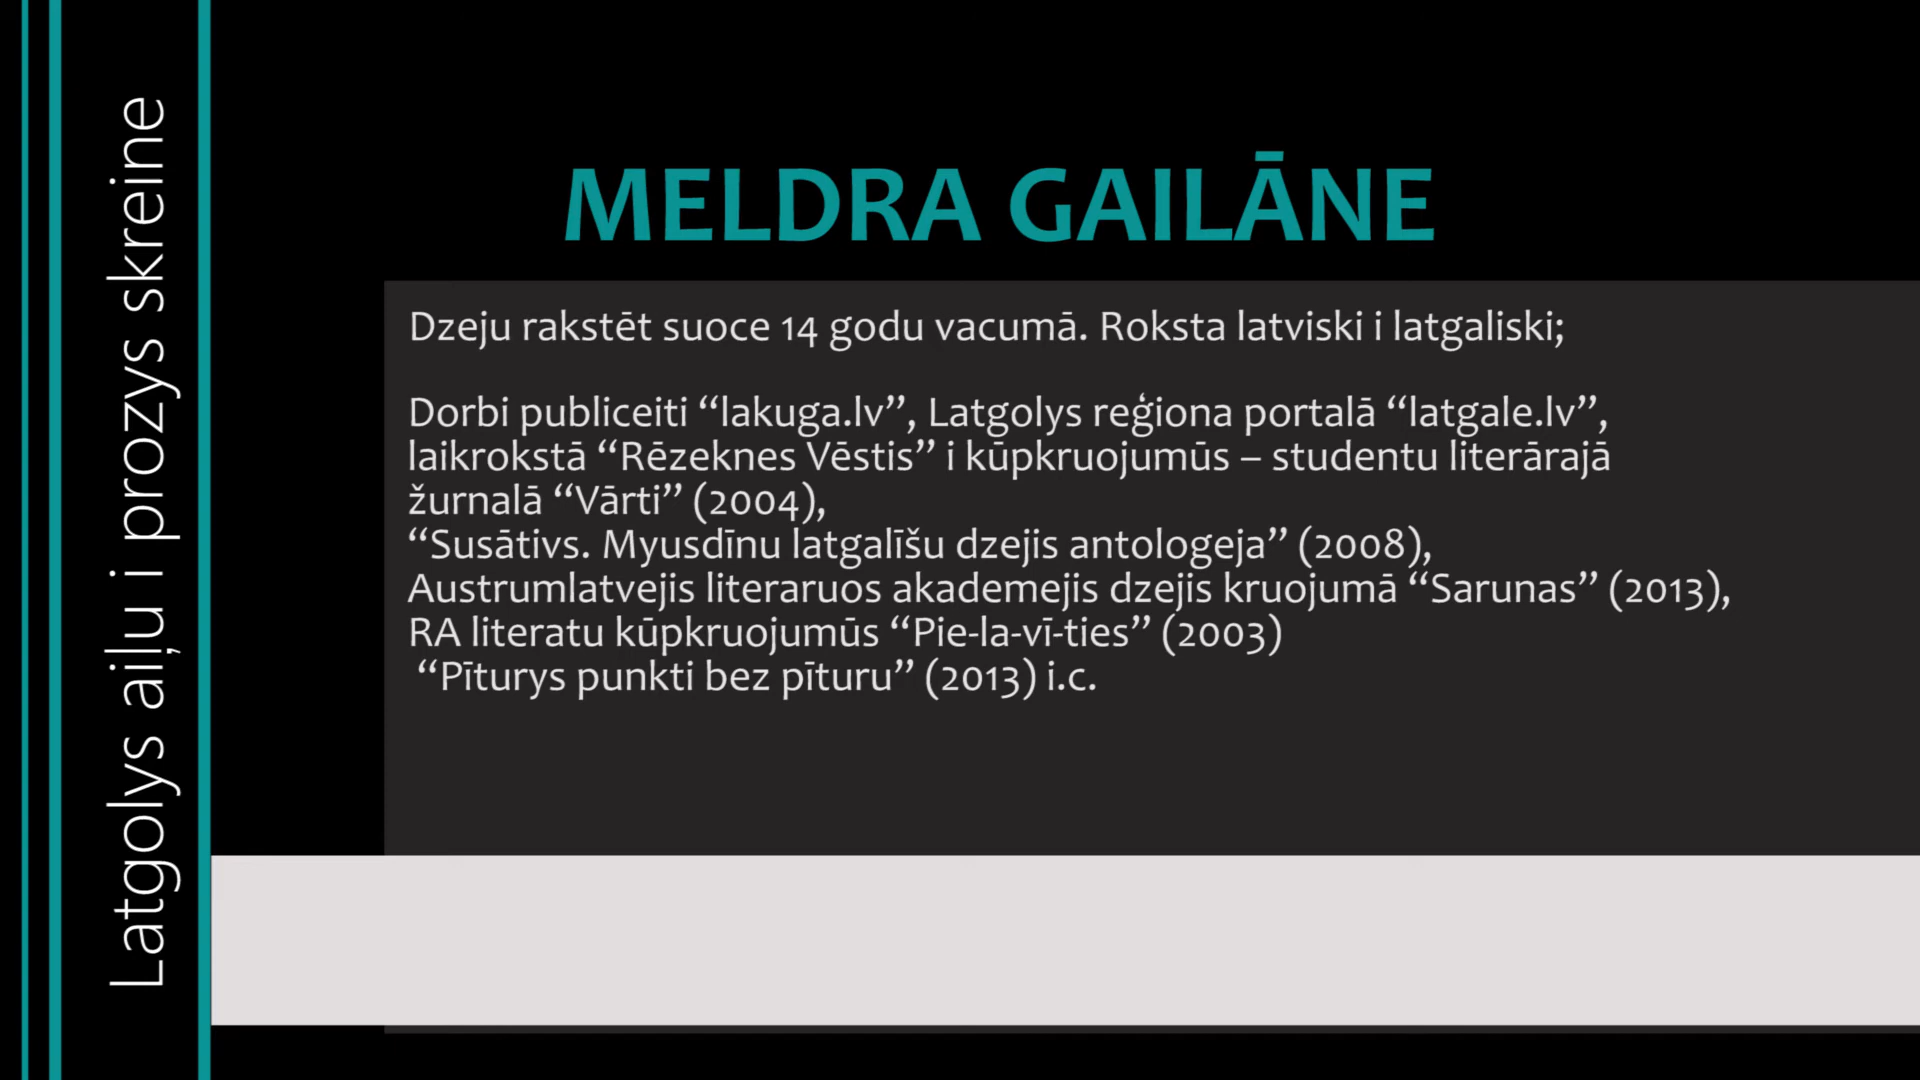 Latgolys aiļu i prozys skreine
MELDRA GAILĀNE
Dzeju rakstēt suoce 14 godu vacumā. Roksta latviski i latgaliski;
Dorbi publiceiti “lakuga.lv”, Latgolys reģiona portalā “latgale.lv”,
laikrokstā “Rēzeknes Vēstis” i kūpkruojumūs – studentu literārajā
žurnalā “Vārti” (2004),
“Susātivs. Myusdīnu latgalīšu dzejis antologeja” (2008),
Austrumlatvejis literaruos akademejis dzejis kruojumā “Sarunas” (2013),
RA literatu kūpkruojumūs “Pie-la-vī-ties” (2003)
“Pīturys punkti bez pīturu” (2013) i.c.